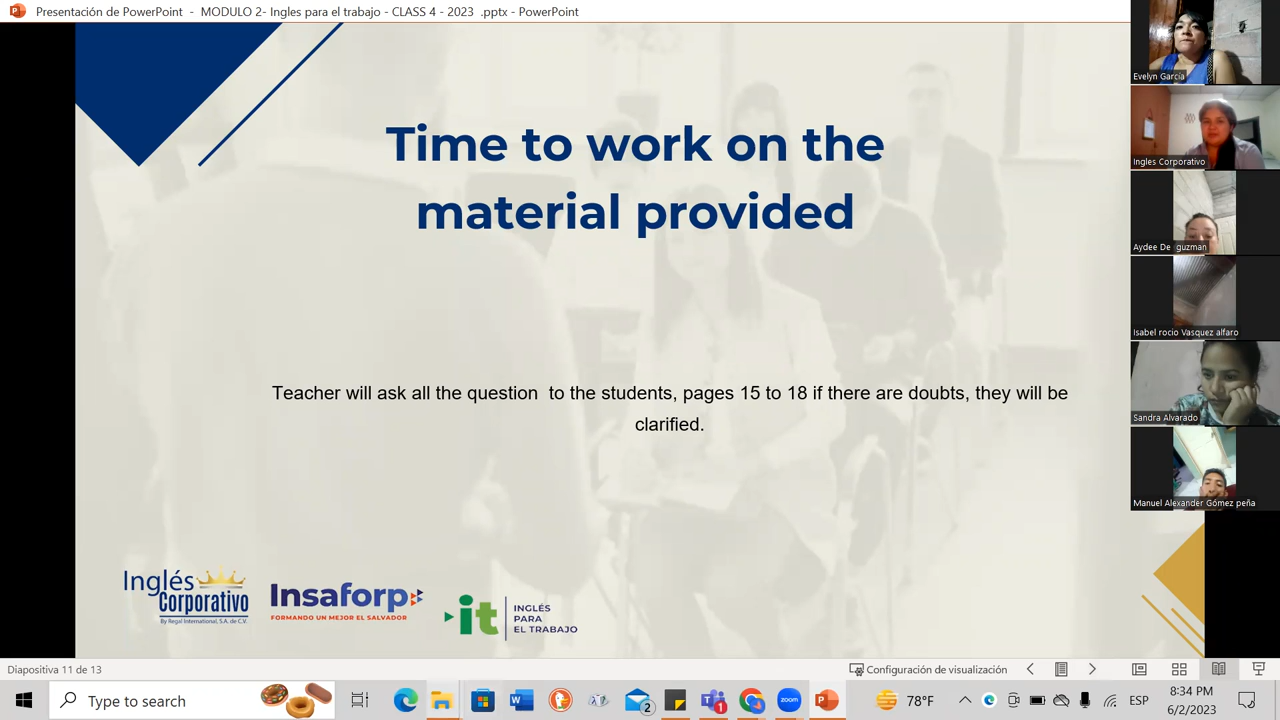 Presentación de PowerPoint - MODULO 2- Ingles para el trabajo - CLASS 4 - 2023 .pptx - PowerPoint
Time to work on the
material provided
Teacher will ask all the question to the students, pages 15 to 18 if there are doubts, they will be
clarified.
Inglés
Corporativo
By Regal International, S.A. de C.V.
Insaforp
FORMANDO UN MEJOR EL SALVADOR
it
INGLÉS
PARA
EL TRABAJO
Evelyn García
Ingles Corporativo
Aydee De guzman
Isabel rocio Vasquez alfaro
Sandra Alvarado
Manuel Alexander Gómez peña
Diapositiva 11 de 13
Configuración de visualización
Type to search
2
1
zoom
78°F
ESP
8:34 PM
6/2/2023